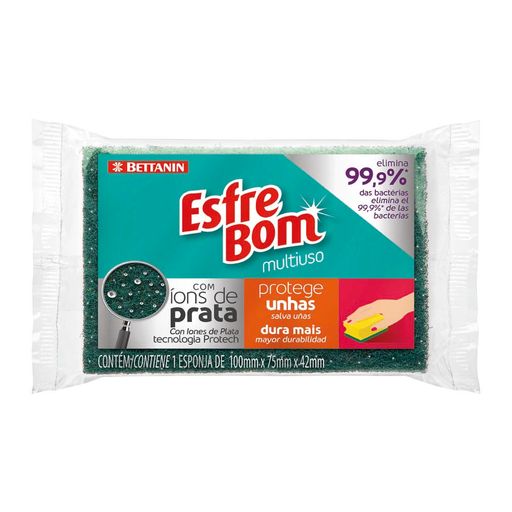 BETTANIN
Esfre
Bom
multiuso
elimina
99,9%*
das bactérias
elimina el
99,9%* de las
bacterias
com
íons de
prata
Con Iones de Plata
tecnologia Protech
protege
unhas
salva uñas
dura mais
mayor durabilidad
CONTÉM/CONTIENE 1 ESPONJA DE 100mm x 75mm x 42mm